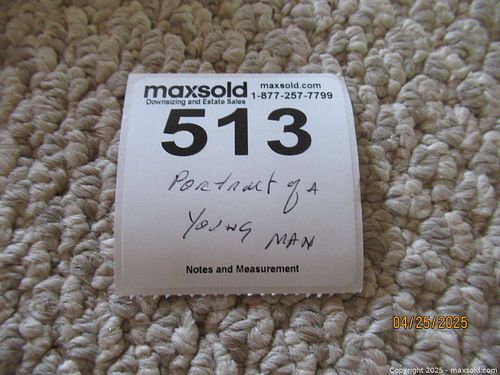 maxsold maxsold.com
Downsizing and Estate Sales 1-877-257-7799
513
Portrait of A
Young MAN
Notes and Measurement
04/25/2025
Copyright 2025 - maxsold.com